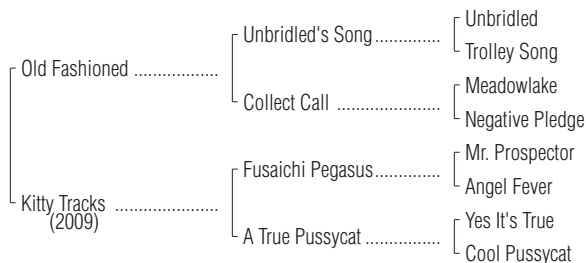 Unbridled
Unbridled's Song ..............
Trolley Song
Old Fashioned ..................
Meadowlake
Collect Call ......................
Negative Pledge
Mr. Prospector
Fusaichi Pegasus ..............
Angel Fever
Kitty Tracks ......................
(2009)
Yes It's True
A True Pussycat ................
Cool Pussycat